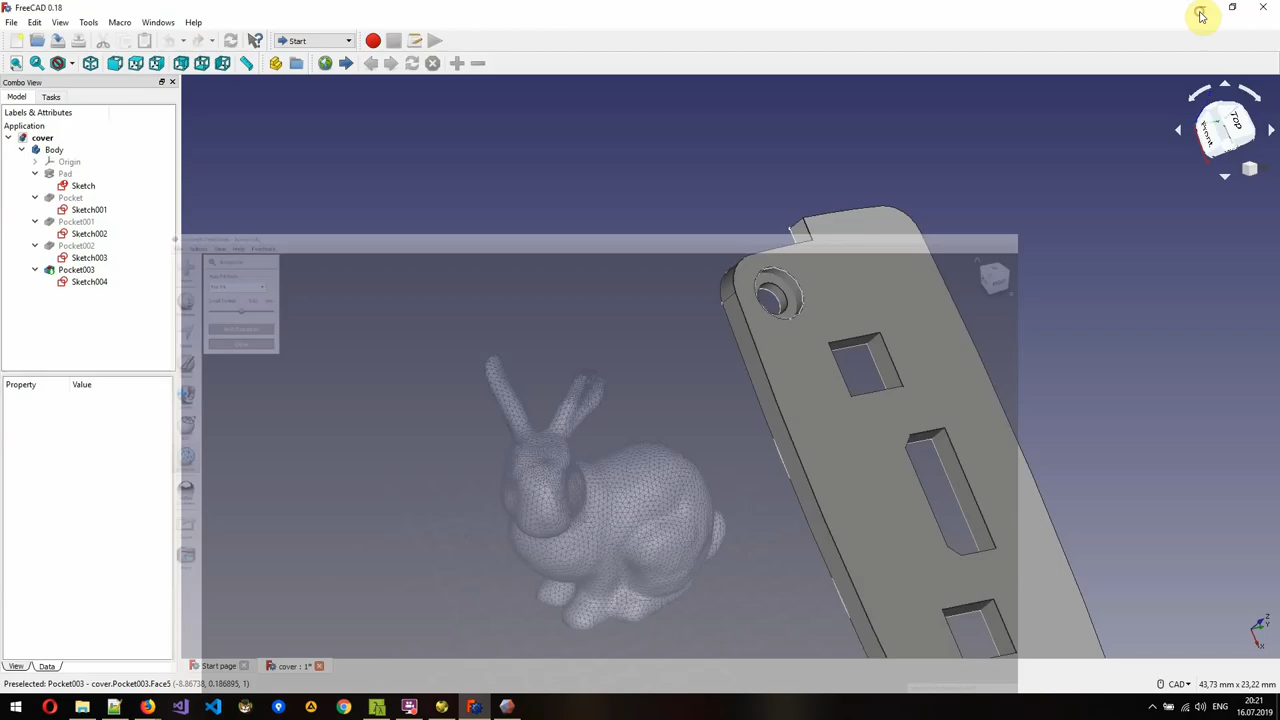 FreeCAD 0.18
File Edit View Tools Macro Windows Help
Start
Combo View
Model Tasks
Labels & Attributes
Application
cover
Body
Origin
Pad
Sketch
Pocket
Sketch001
Pocket001
Sketch002
Pocket002
Sketch003
Pocket003
Sketch004
TOP
Front
Property Value
View Data
Start page
cover : 1*
Preselected: Pocket003 - cover.Pocket003.Face5 (-8.86738, 0.186895, 1)
CAD
43,73 mm x 23,22 mm
Z
X
ENG
20:21
16.07.2019